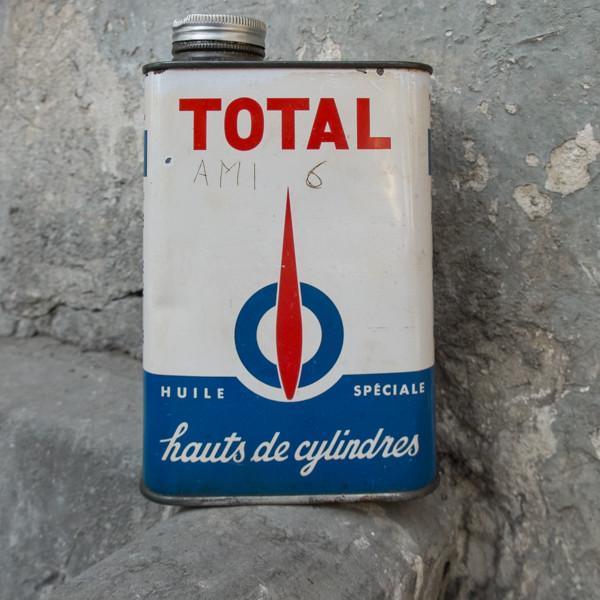 TOTAL
AMI 6
HUILE SPÉCIALE
hauts de cylindres